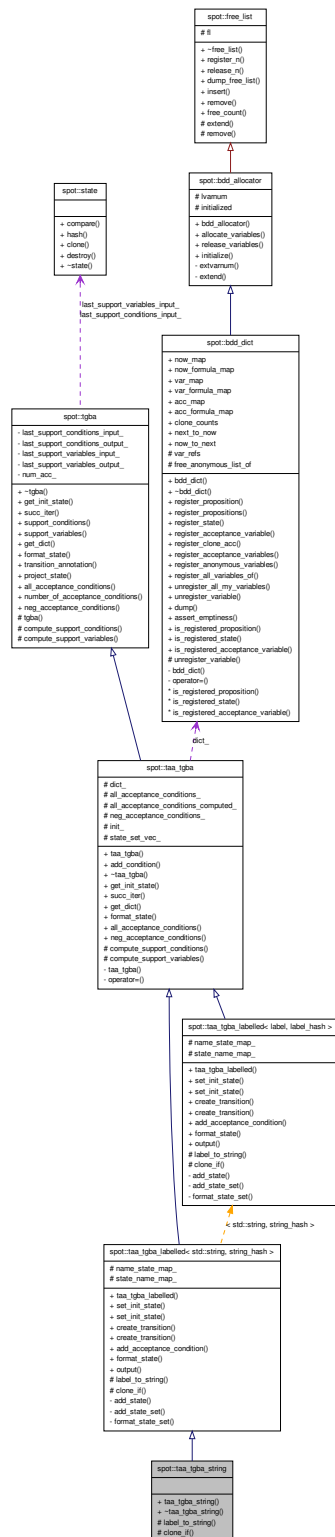 spot::free_list
# fl
+ ~free_list()
+ register_n()
+ release_n()
+ dump_free_list()
+ insert()
+ remove()
+ free_count()
# extend()
# remove()
spot::bdd_allocator
# lvarnum
# initialized
+ bdd_allocator()
+ allocate_variables()
+ release_variables()
+ initialize()
- extvarnum()
- extend()
spot::state
+ compare()
+ hash()
+ clone()
+ destroy()
+ ~state()
last_support_variables_input_
last_support_conditions_input_
spot::bdd_dict
+ now_map
+ now_formula_map
+ var_map
+ var_formula_map
+ acc_map
+ acc_formula_map
+ clone_counts
+ next_to_now
+ now_to_next
# var_refs
# free_anonymous_list_of
+ bdd_dict()
+ ~bdd_dict()
+ register_proposition()
+ register_propositions()
+ register_state()
+ register_acceptance_variable()
+ register_clone_acc()
+ register_acceptance_variables()
+ register_anonymous_variables()
+ register_all_variables_of()
+ unregister_all_my_variables()
+ unregister_variable()
+ dump()
+ assert_emptiness()
+ is_registered_proposition()
+ is_registered_state()
+ is_registered_acceptance_variable()
# unregister_variable()
- bdd_dict()
- operator=()
* is_registered_proposition()
* is_registered_state()
* is_registered_acceptance_variable()
spot::tgba
- last_support_conditions_input_
- last_support_conditions_output_
- last_support_variables_input_
- last_support_variables_output_
- num_acc_
+ ~tgba()
+ get_init_state()
+ succ_iter()
+ support_conditions()
+ support_variables()
+ get_dict()
+ format_state()
+ transition_annotation()
+ project_state()
+ all_acceptance_conditions()
+ number_of_acceptance_conditions()
+ neg_acceptance_conditions()
# tgba()
# compute_support_conditions()
# compute_support_variables()
dict_
spot::taa_tgba
# dict_
# all_acceptance_conditions_
# all_acceptance_conditions_computed_
# neg_acceptance_conditions_
# init_
# state_set_vec_
+ taa_tgba()
+ add_condition()
+ ~taa_tgba()
+ get_init_state()
+ succ_iter()
+ get_dict()
+ format_state()
+ all_acceptance_conditions()
+ neg_acceptance_conditions()
# compute_support_conditions()
# compute_support_variables()
- taa_tgba()
- operator=()
spot::taa_tgba_labelled< label, label_hash >
# name_state_map_
# state_name_map_
+ taa_tgba_labelled()
+ set_init_state()
+ set_init_state()
+ create_transition()
+ create_transition()
+ add_acceptance_condition()
+ format_state()
+ output()
# label_to_string()
# clone_if()
- add_state()
- add_state_set()
- format_state_set()
< std::string, string_hash >
spot::taa_tgba_labelled< std::string, string_hash >
# name_state_map_
# state_name_map_
+ taa_tgba_labelled()
+ set_init_state()
+ set_init_state()
+ create_transition()
+ create_transition()
+ add_acceptance_condition()
+ format_state()
+ output()
# label_to_string()
# clone_if()
- add_state()
- add_state_set()
- format_state_set()
spot::taa_tgba_string
+ taa_tgba_string()
+ ~taa_tgba_string()
# label_to_string()
# clone_if()